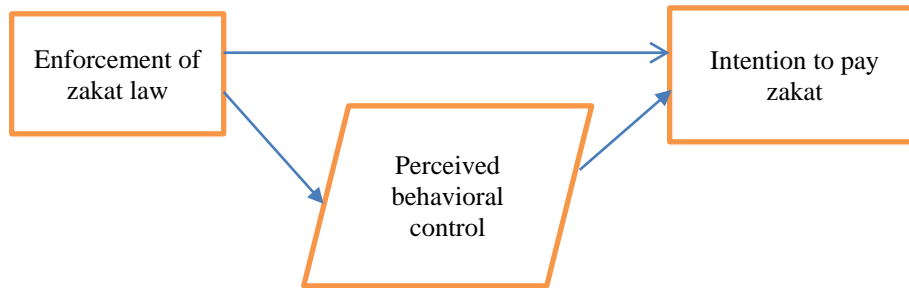 Enforcement of
zakat law
Intention to pay
zakat
Perceived
behavioral
control